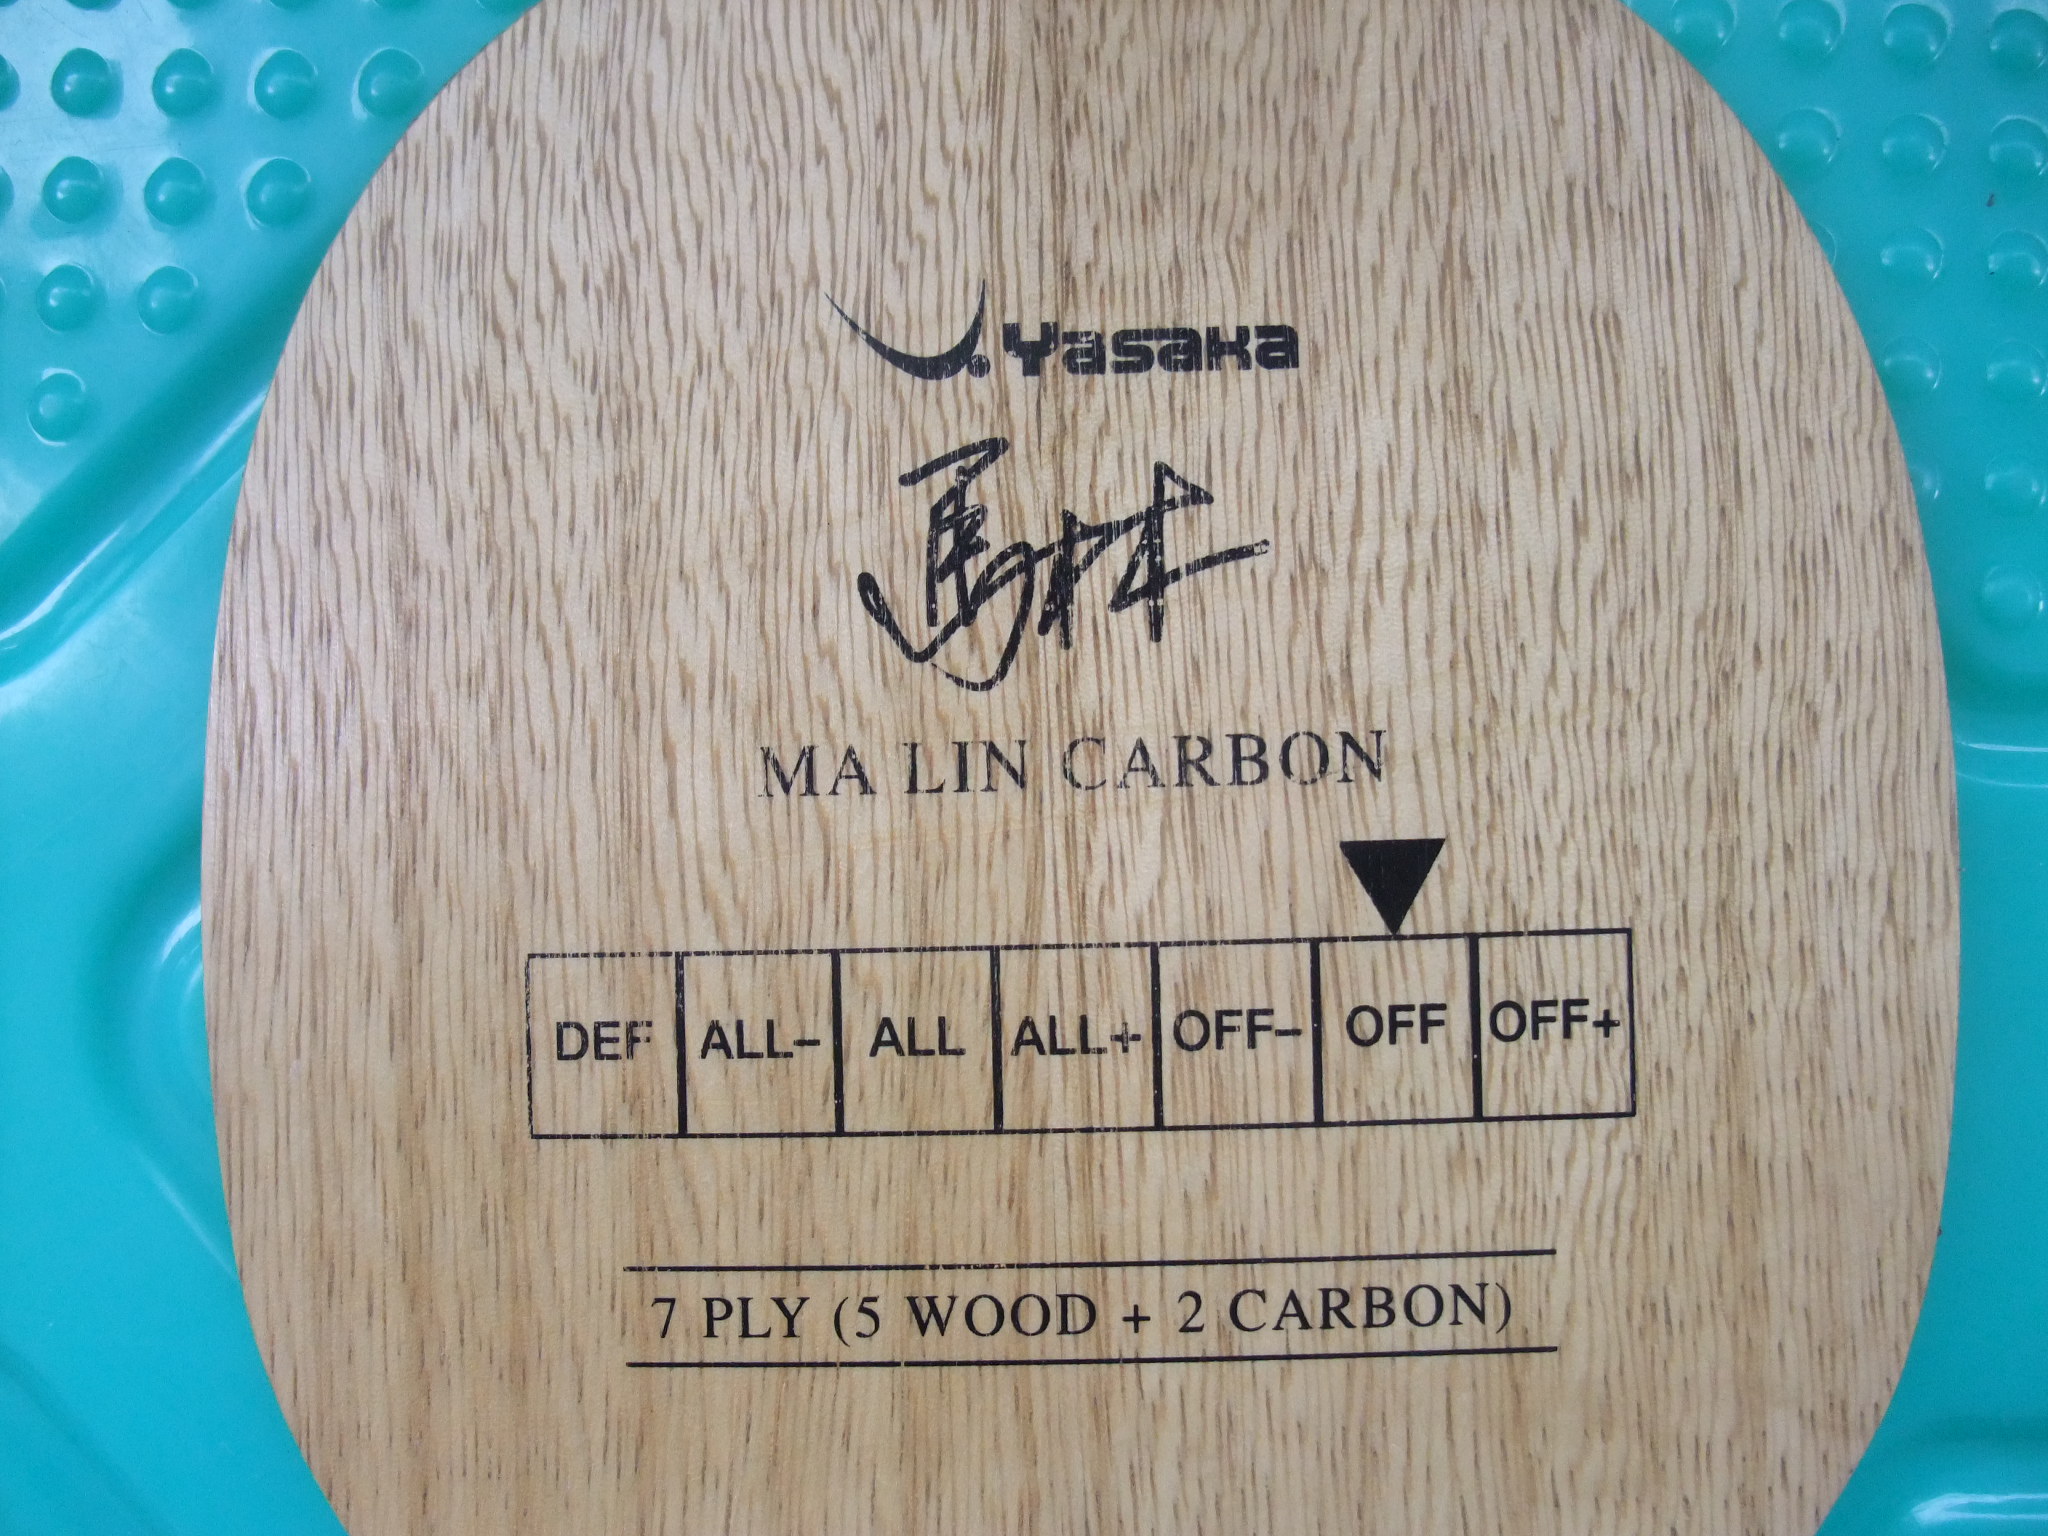 Yasaka
馬林
MA LIN CARBON
DEF ALL- ALL ALL+ OFF- OFF OFF+
7 PLY (5 WOOD + 2 CARBON)